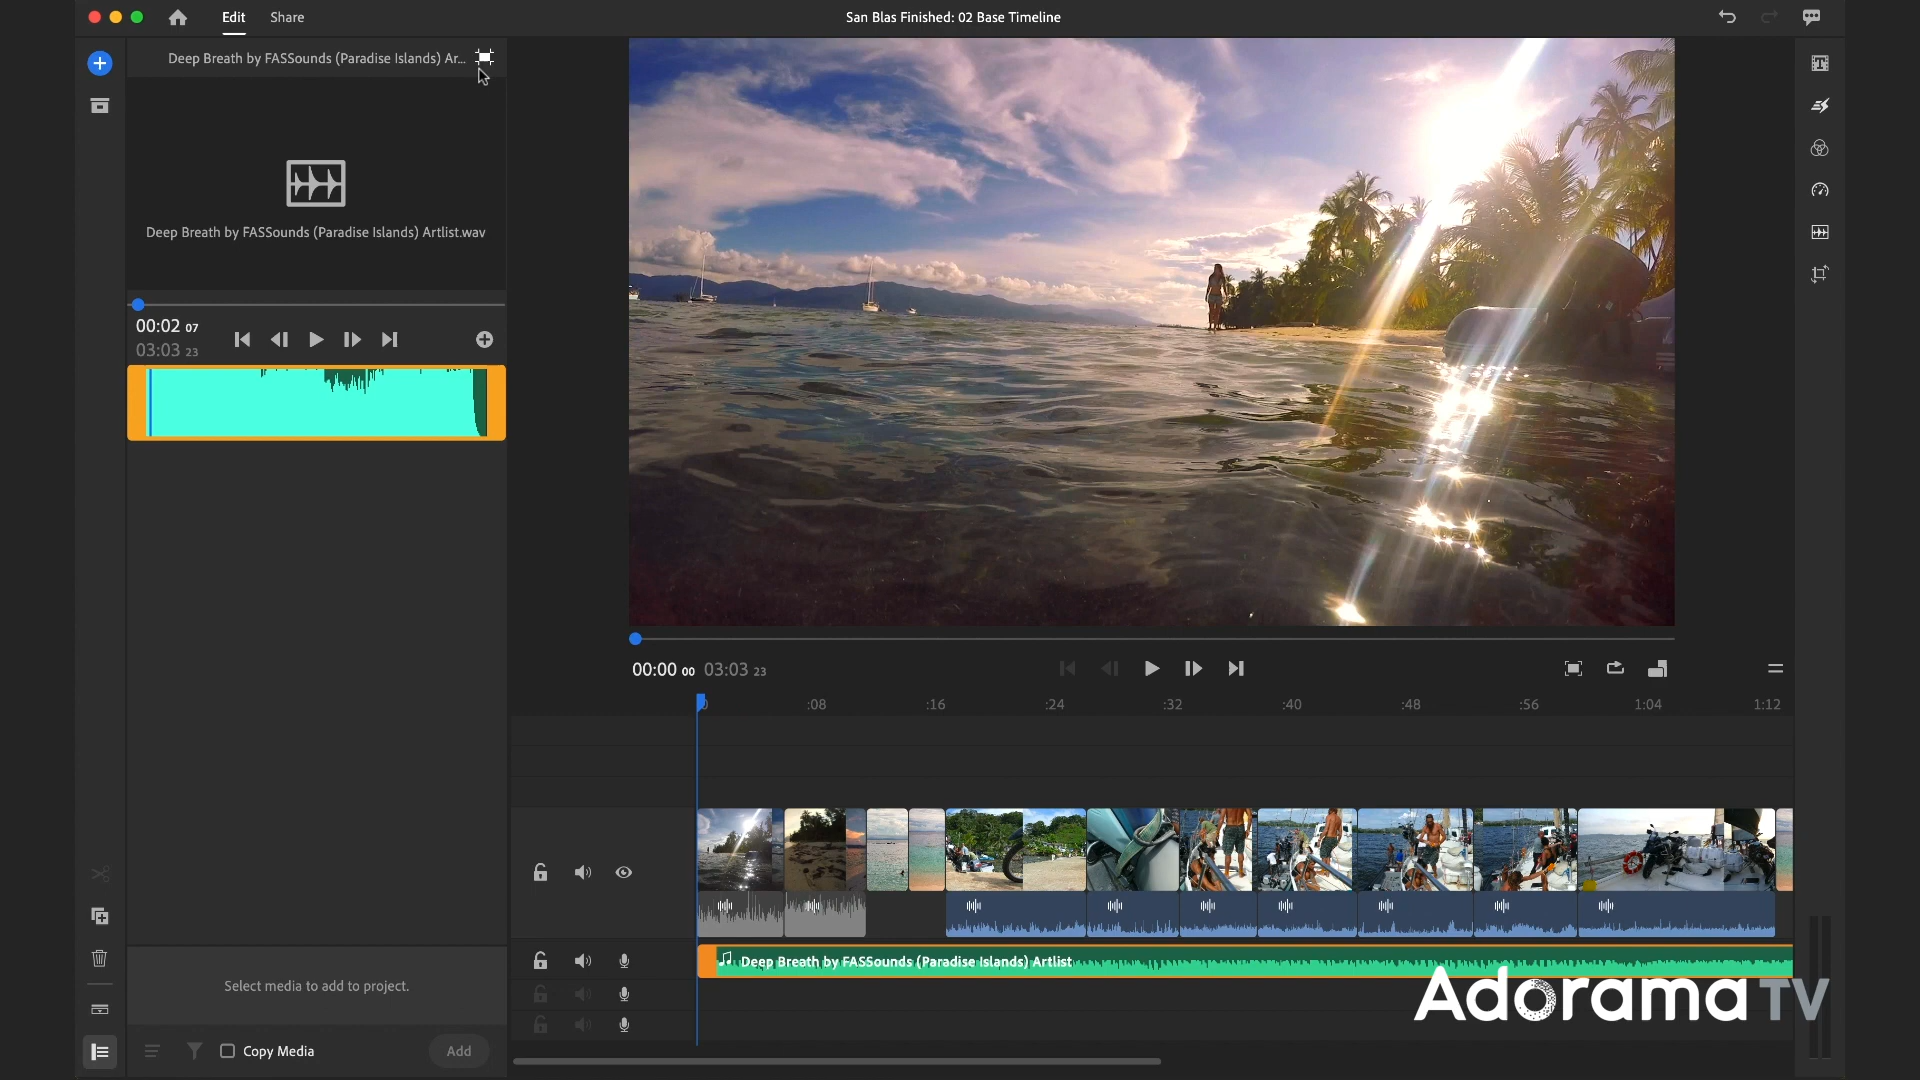 Edit
Share
San Blas Finished: 02 Base Timeline
Deep Breath by FASSounds (Paradise Islands) Ar...
Deep Breath by FASSounds (Paradise Islands) Artlist.wav
00:02 07
03:03 23
00:00 00 03:03 23
:08 :16 :24 :32 :40 :48 :56 1:04 1:12
Deep Breath by FASSounds (Paradise Islands) Artlist
Select media to add to project.
Copy Media
Add
Adorama TV